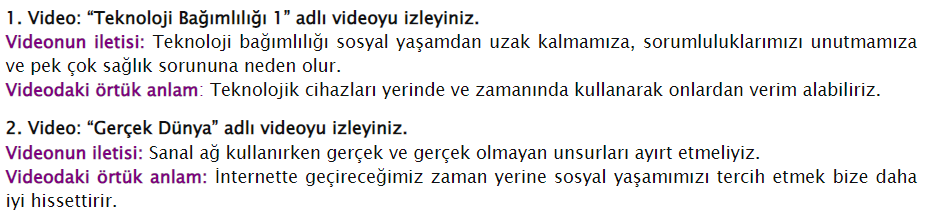 1. Video: “Teknoloji Bağımlılığı 1” adlı videoyu izleyiniz.
Videonun iletisi: Teknoloji bağımlılığı sosyal yaşamdan uzak kalmamıza, sorumluluklarımızı unutmamıza
ve pek çok sağlık sorununa neden olur.
Videodaki örtük anlam: Teknolojik cihazları yerinde ve zamanında kullanarak onlardan verim alabiliriz.
2. Video: “Gerçek Dünya” adlı videoyu izleyiniz.
Videonun iletisi: Sanal ağ kullanırken gerçek ve gerçek olmayan unsurları ayırt etmeliyiz.
Videodaki örtük anlam: İnternette geçireceğimiz zaman yerine sosyal yaşamımızı tercih etmek bize daha
iyi hissettirir.